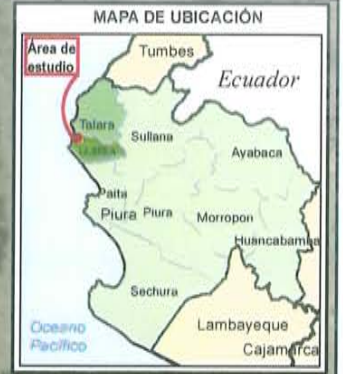 MAPA DE UBICACIÓN
Área de
estudio
Tumbes
Ecuador
Talara
Sullana
Ayabaca
Paita
Piura
Piura
Morropon
Huancabamba
Sechura
Oceano
Pacífico
Lambayeque
Cajamarca